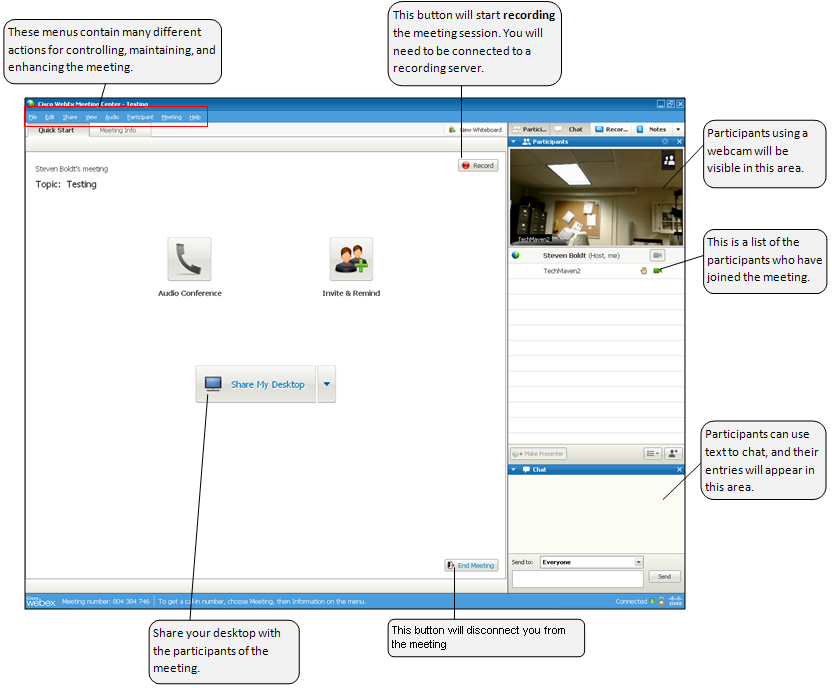 These menus contain many different
actions for controlling, maintaining, and
enhancing the meeting.
This button will start recording
the meeting session. You will
need to be connected to a
recording server.
Cisco WebEx Meeting Center - Testing
File Edit Share View Audio Participant Meeting Help
Quick Start Meeting Info
New Whiteboard
Partici... Chat Recor... Notes
Participants
Steven Boldt's meeting
Record
Topic: Testing
TechMaven2
Participants using a
webcam will be
visible in this area.
Steven Boldt (Host, me)
TechMaven2
This is a list of the
participants who have
joined the meeting.
Audio Conference
Invite & Remind
Share My Desktop
Make Presenter
Chat
Participants can use
text to chat, and their
entries will appear in
this area.
End Meeting
Send to: Everyone
Send
Cisco
webex
Meeting number: 804 384 746
To get a call-in number, choose Meeting, then Information on the menu.
Connected
cisco
Share your desktop with
the participants of the
meeting.
This button will disconnect you from
the meeting